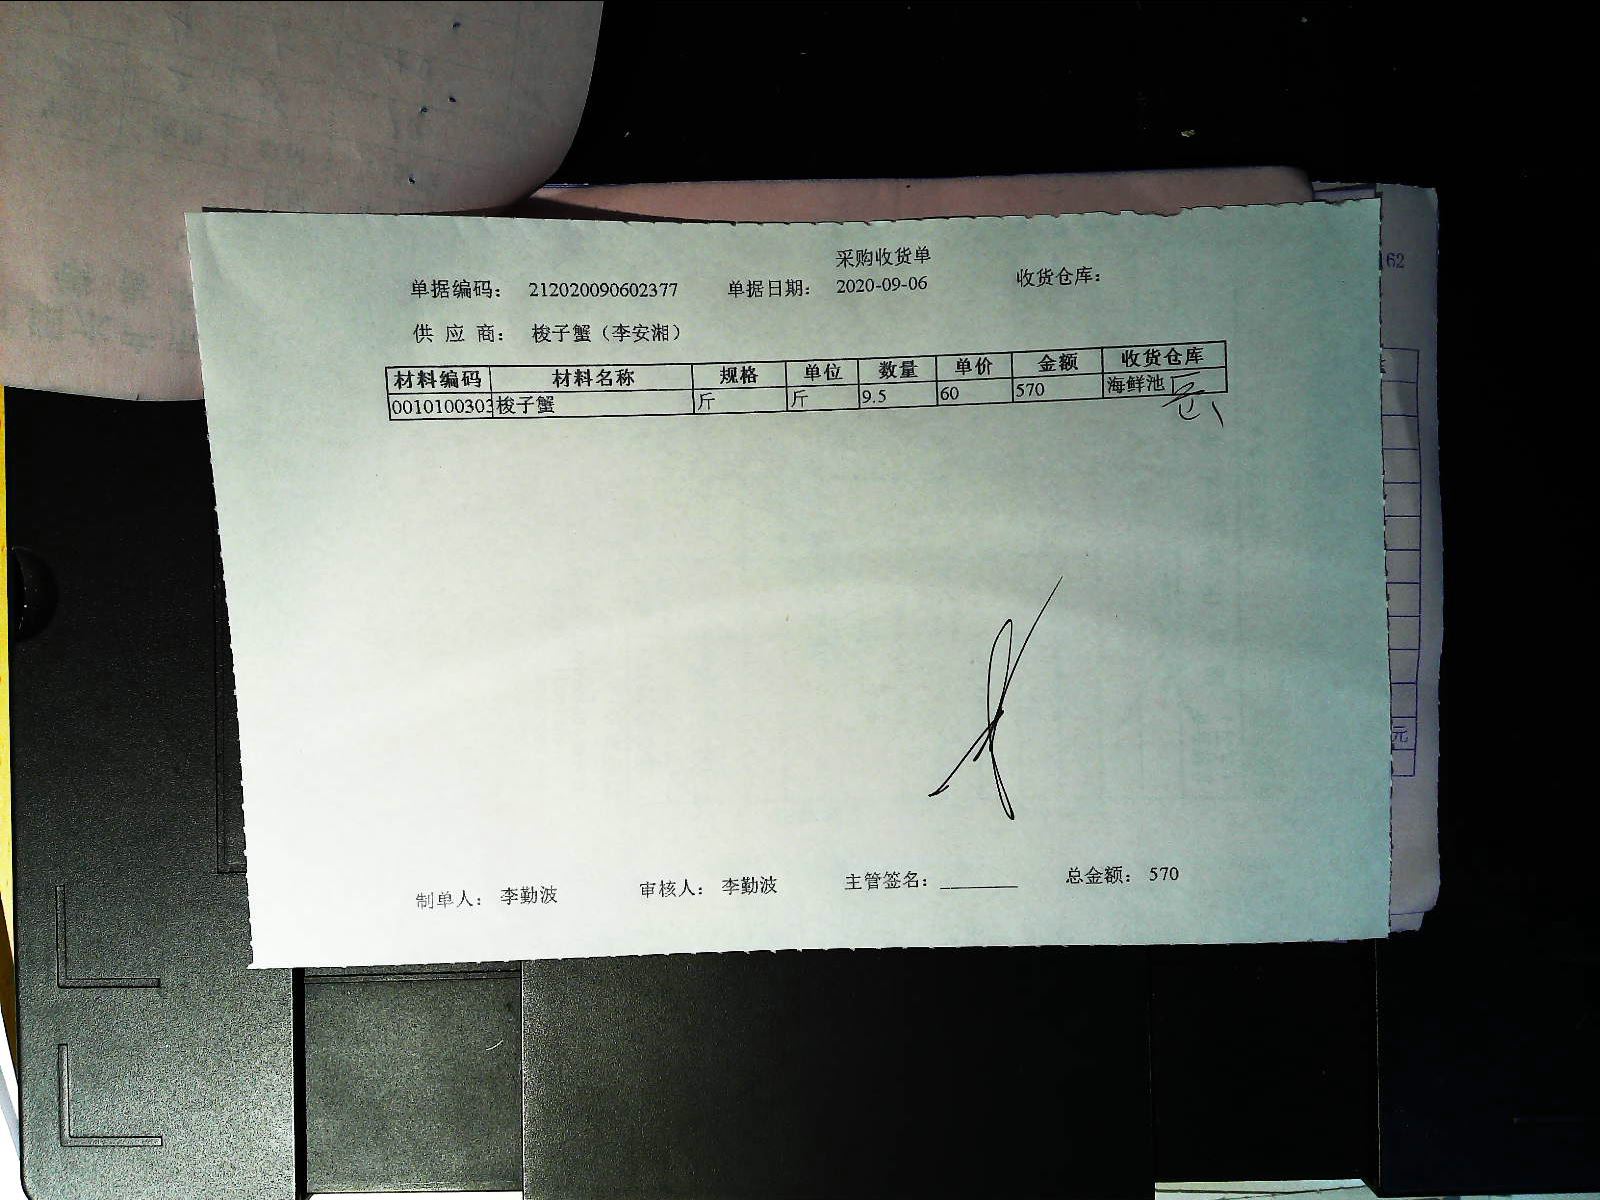 采购收货单
单据编码： 212020090602377 单据日期： 2020-09-06 收货仓库：
供 应 商： 梭子蟹（李安湘）
材料编码 材料名称 规格 单位 数量 单价 金额 收货仓库
0010100303 梭子蟹 斤 斤 9.5 60 570 海鲜池
制单人： 李勤波 审核人： 李勤波 主管签名：________ 总金额： 570
162
元